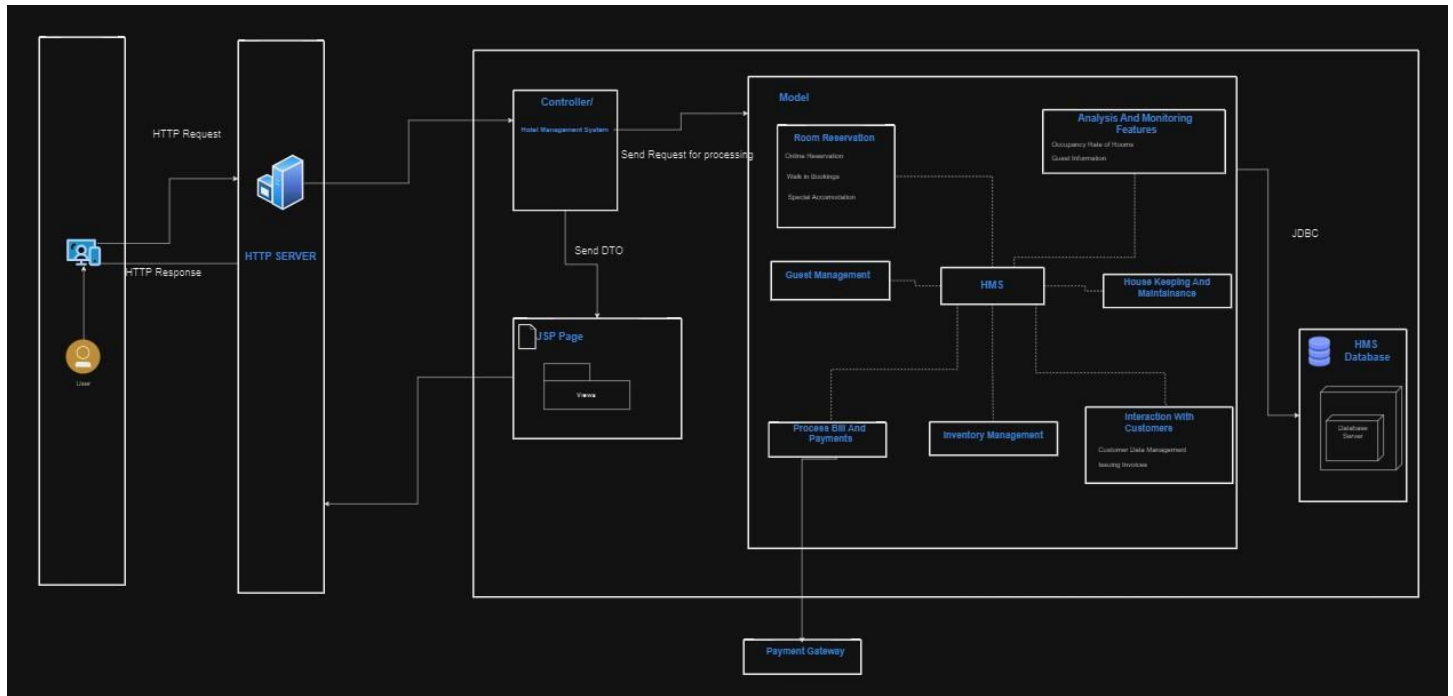 HTTP Request
HTTP Response
User
HTTP SERVER
Controller/
Hotel Management System
Send Request for processing
Send DTO
JSP Page
Views
Model
Room Reservation
Online Reservation
Walk in Bookings
Special Accomodation
Analysis And Monitoring
Features
Occupancy Rate of Rooms
Guest Information
Guest Management
HMS
House Keeping And
Maintainance
Process Bill And
Payments
Inventory Management
Interaction With
Customers
Customer Data Management
Issuing Invoices
JDBC
HMS
Database
Database
Server
Payment Gateway